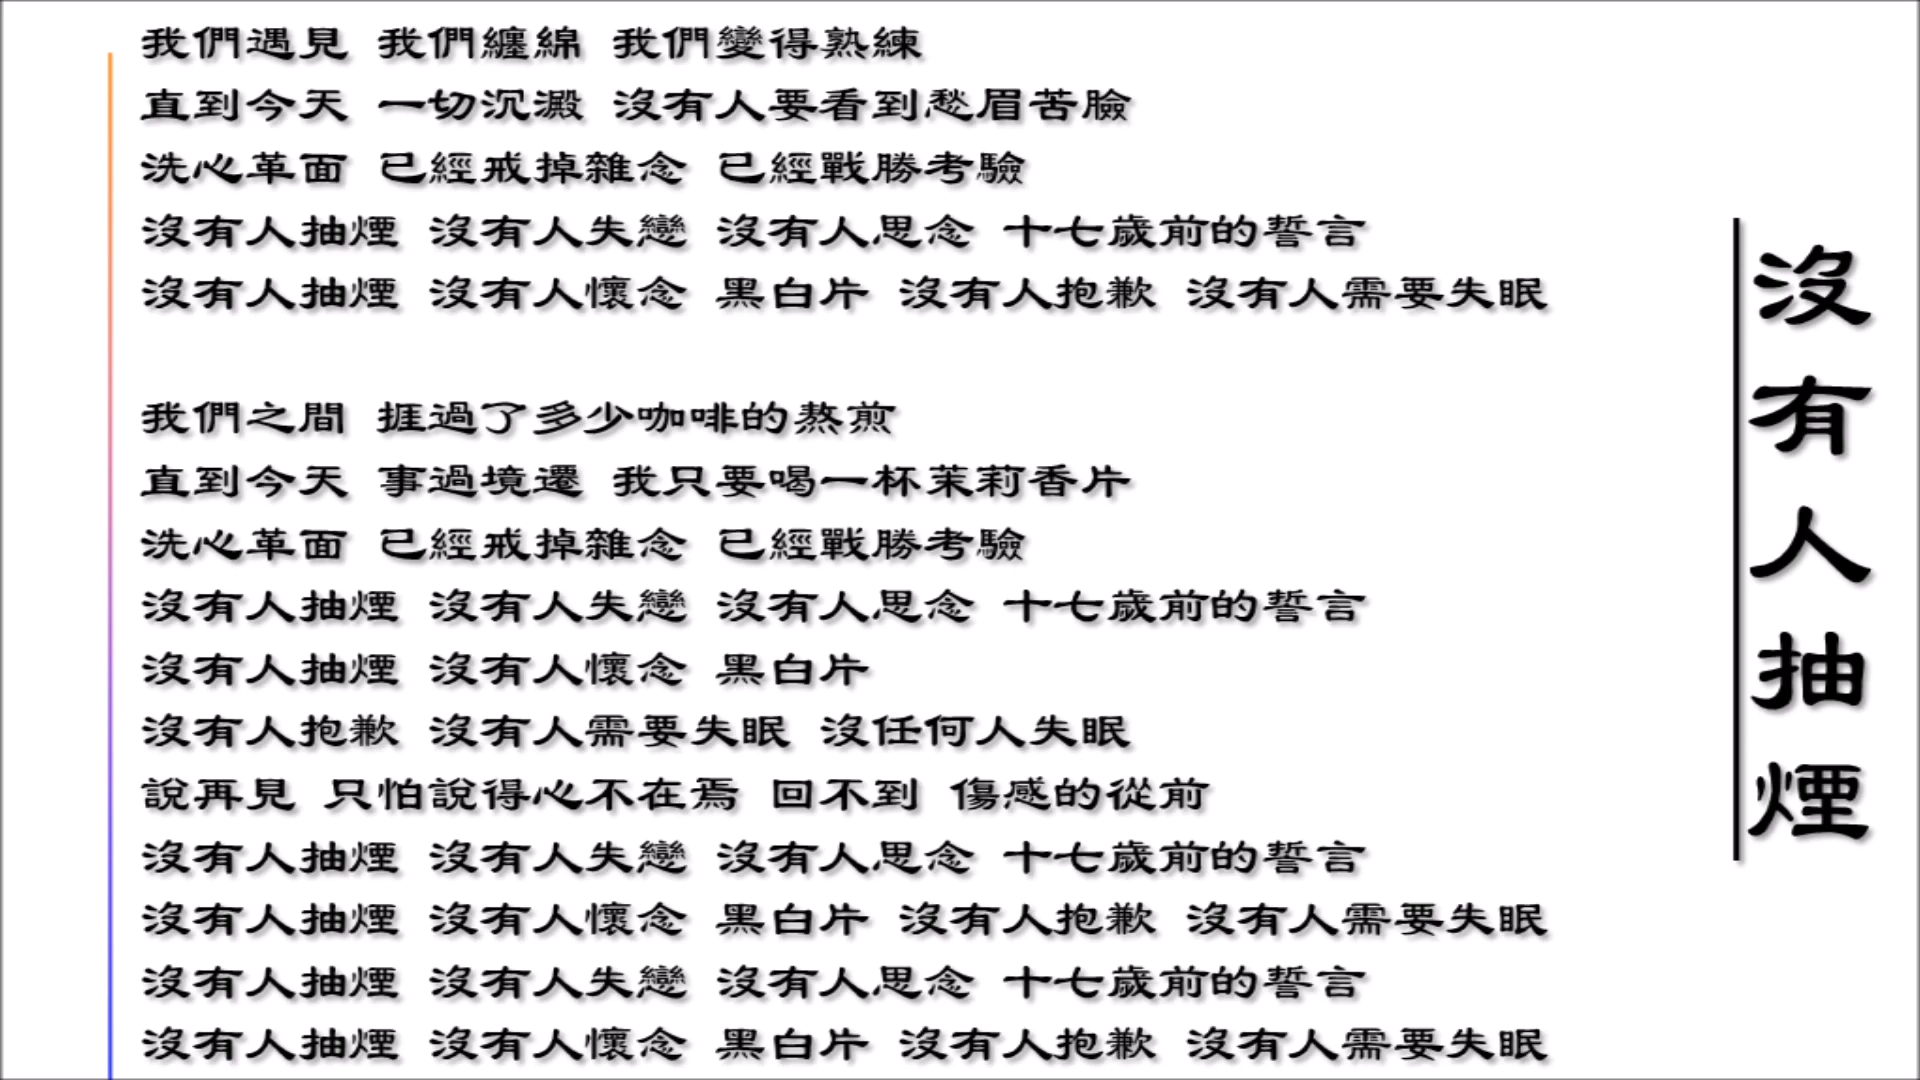 我們遇見 我們纏綿 我們變得熟練
直到今天 一切沉澱 沒有人要看到愁眉苦臉
洗心革面 已經戒掉雜念 已經戰勝考驗
沒有人抽煙 沒有人失戀 沒有人思念 十七歲前的誓言
沒有人抽煙 沒有人懷念 黑白片 沒有人抱歉 沒有人需要失眠
我們之間 捱過了多少咖啡的熬煎
直到今天 事過境遷 我只要喝一杯茉莉香片
洗心革面 已經戒掉雜念 已經戰勝考驗
沒有人抽煙 沒有人失戀 沒有人思念 十七歲前的誓言
沒有人抽煙 沒有人懷念 黑白片
沒有人抱歉 沒有人需要失眠 沒任何人失眠
說再見 只怕說得心不在焉 回不到 傷感的從前
沒有人抽煙 沒有人失戀 沒有人思念 十七歲前的誓言
沒有人抽煙 沒有人懷念 黑白片 沒有人抱歉 沒有人需要失眠
沒有人抽煙 沒有人失戀 沒有人思念 十七歲前的誓言
沒有人抽煙 沒有人懷念 黑白片 沒有人抱歉 沒有人需要失眠
沒有人抽煙